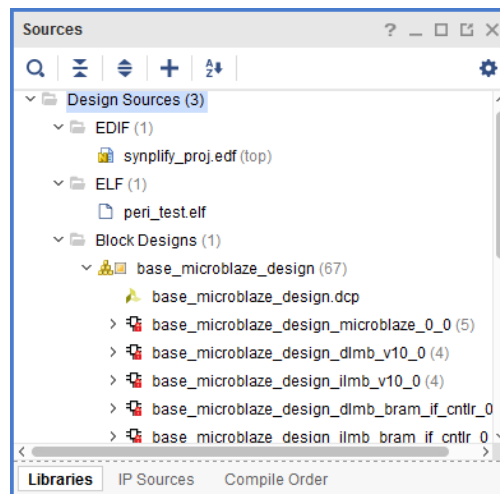 Sources
Design Sources (3)
EDIF (1)
synplify_proj.edf (top)
ELF (1)
peri_test.elf
Block Designs (1)
base_microblaze_design (67)
base_microblaze_design.dcp
base_microblaze_design_microblaze_0_0 (5)
base_microblaze_design_dlmb_v10_0 (4)
base_microblaze_design_ilmb_v10_0 (4)
base_microblaze_design_dlmb_bram_if_cntlr_0
base_microblaze_design_ilmb_bram_if_cntlr_0
Libraries IP Sources Compile Order